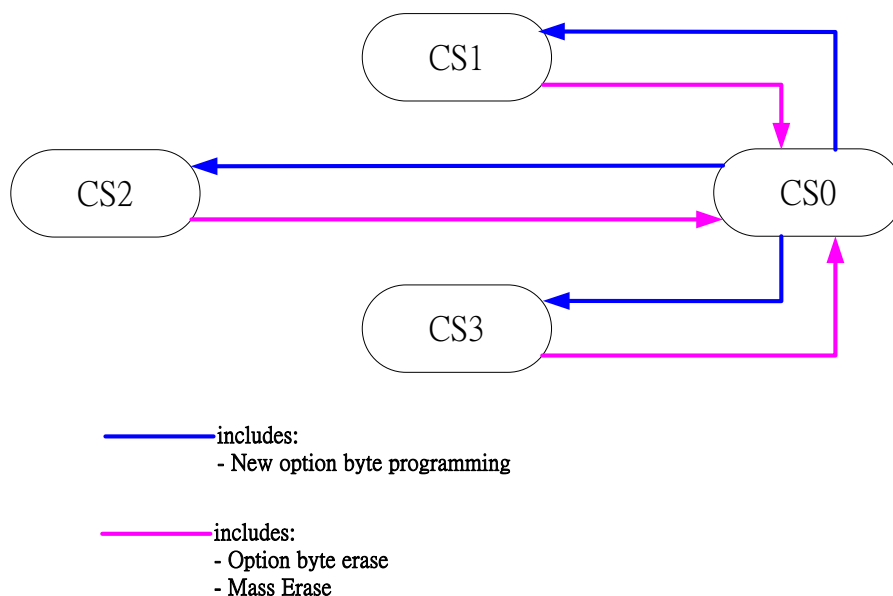 CS1
CS2
CS0
CS3
includes:
- New option byte programming
includes:
- Option byte erase
- Mass Erase